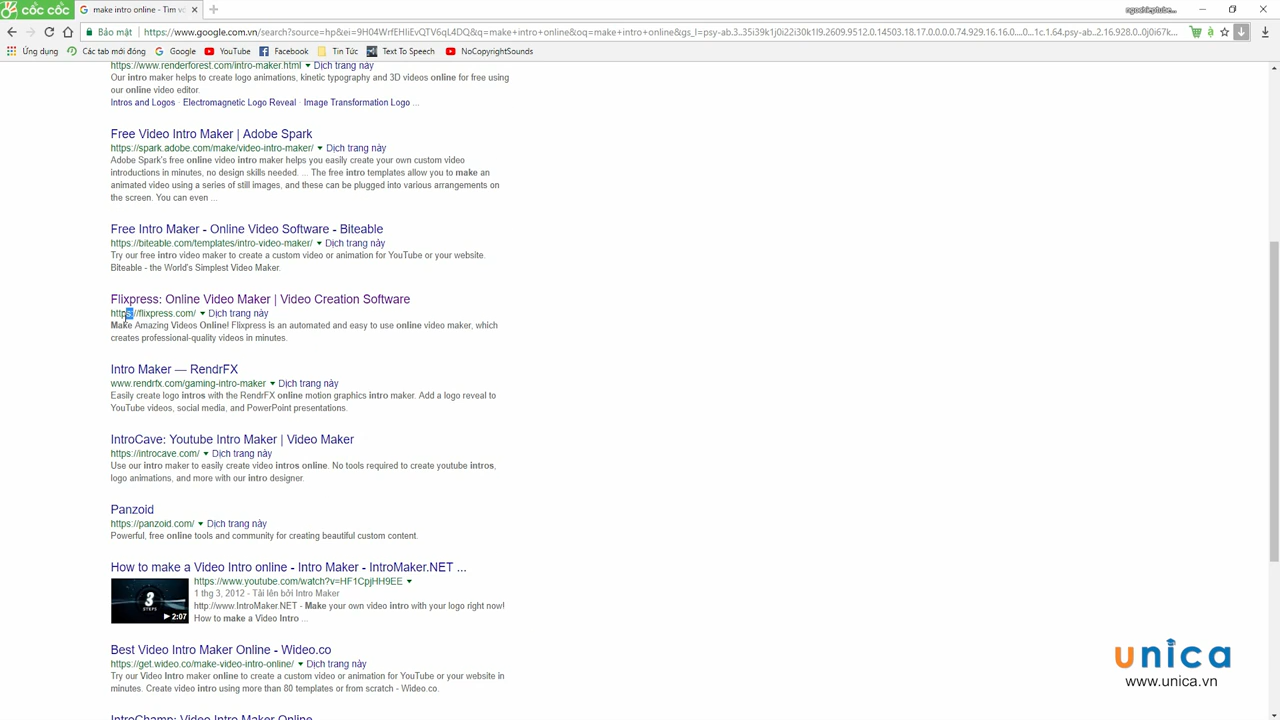 cốc cốc
make intro online - Tìm vớ
Bảo mật
https://www.google.com.vn/search?source=hp&ei=9H04WrfEHIiEvQTV6qL4DQ&q=make+intro+online&oq=make+intro+online&gs_l=psy-ab.3..35i39k1j0i22i30k1l9.2609.9512.0.14503.18.17.0.0.0.0.74.929.16.16.0....0...1c.1.64.psy-ab..2.16.928.0..0j0i67k...
Ứng dụng
Các tab mới đóng
Google
YouTube
Facebook
Tin Tức
Text To Speech
NoCopyrightSounds
https://www.renderforest.com/intro-maker.html Dịch trang này
Our intro maker helps to create logo animations, kinetic typography and 3D videos online for free using
our online video editor.
Intros and Logos · Electromagnetic Logo Reveal · Image Transformation Logo ...
Free Video Intro Maker | Adobe Spark
https://spark.adobe.com/make/video-intro-maker/ Dịch trang này
Adobe Spark's free online video intro maker helps you easily create your own custom video
introductions in minutes, no design skills needed. ... The free intro templates allow you to make an
animated video using a series of still images, and these can be plugged into various arrangements on
the screen. You can even ...
Free Intro Maker - Online Video Software - Biteable
https://biteable.com/templates/intro-video-maker/ Dịch trang này
Try our free intro video maker to create a custom video or animation for YouTube or your website.
Biteable - the World's Simplest Video Maker.
Flixpress: Online Video Maker | Video Creation Software
https://flixpress.com/ Dịch trang này
Make Amazing Videos Online! Flixpress is an automated and easy to use online video maker, which
creates professional-quality videos in minutes.
Intro Maker — RendrFX
www.rendrfx.com/gaming-intro-maker Dịch trang này
Easily create logo intros with the RendrFX online motion graphics intro maker. Add a logo reveal to
YouTube videos, social media, and PowerPoint presentations.
IntroCave: Youtube Intro Maker | Video Maker
https://introcave.com/ Dịch trang này
Use our intro maker to easily create video intros online. No tools required to create youtube intros,
logo animations, and more with our intro designer.
Panzoid
https://panzoid.com/ Dịch trang này
Powerful, free online tools and community for creating beautiful custom content.
How to make a Video Intro online - Intro Maker - IntroMaker.NET ...
https://www.youtube.com/watch?v=HF1CpjHH9EE
1 thg 3, 2012 - Tải lên bởi Intro Maker
http://www.IntroMaker.NET - Make your own video intro with your logo right now!
How to make a Video Intro ...
3
STEPS
2:07
Best Video Intro Maker Online - Wideo.co
https://get.wideo.co/make-video-intro-online/ Dịch trang này
Try our Video Intro maker online to create a custom video or animation for YouTube or your website in
minutes. Create video intro using more than 80 templates or from scratch - Wideo.co.
IntroChamp: Video Intro Maker Online
unica
www.unica.vn